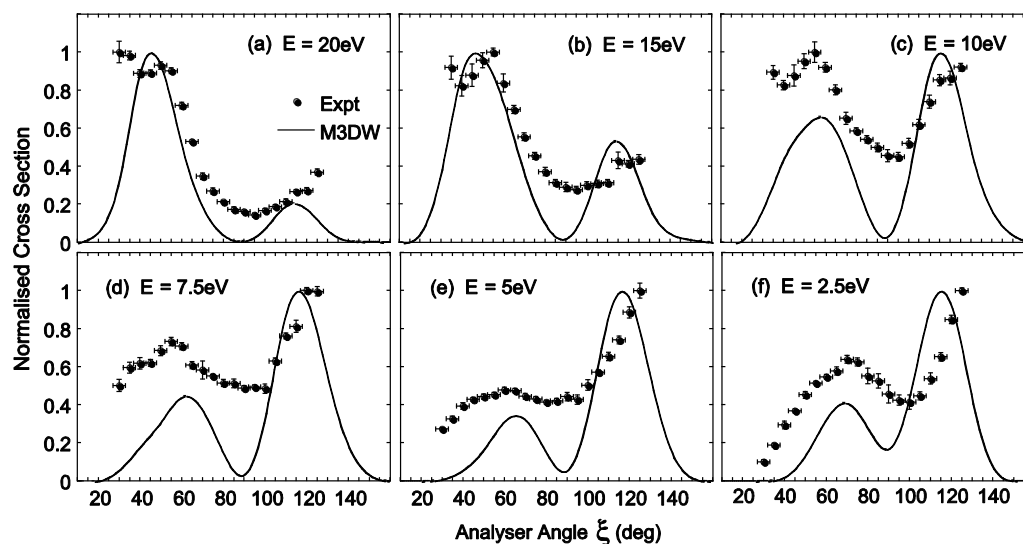 (a) E = 20eV
(b) E = 15eV
(c) E = 10eV
1
0.8
0.6
0.4
0.2
0
Expt
M3DW
Normalised Cross Section
(d) E = 7.5eV
(e) E = 5eV
(f) E = 2.5eV
1
0.8
0.6
0.4
0.2
0
20 60 100 140
20 60 100 140
20 60 100 140
40 80 120
40 80 120
40 80 120
Analyser Angle ξ (deg)